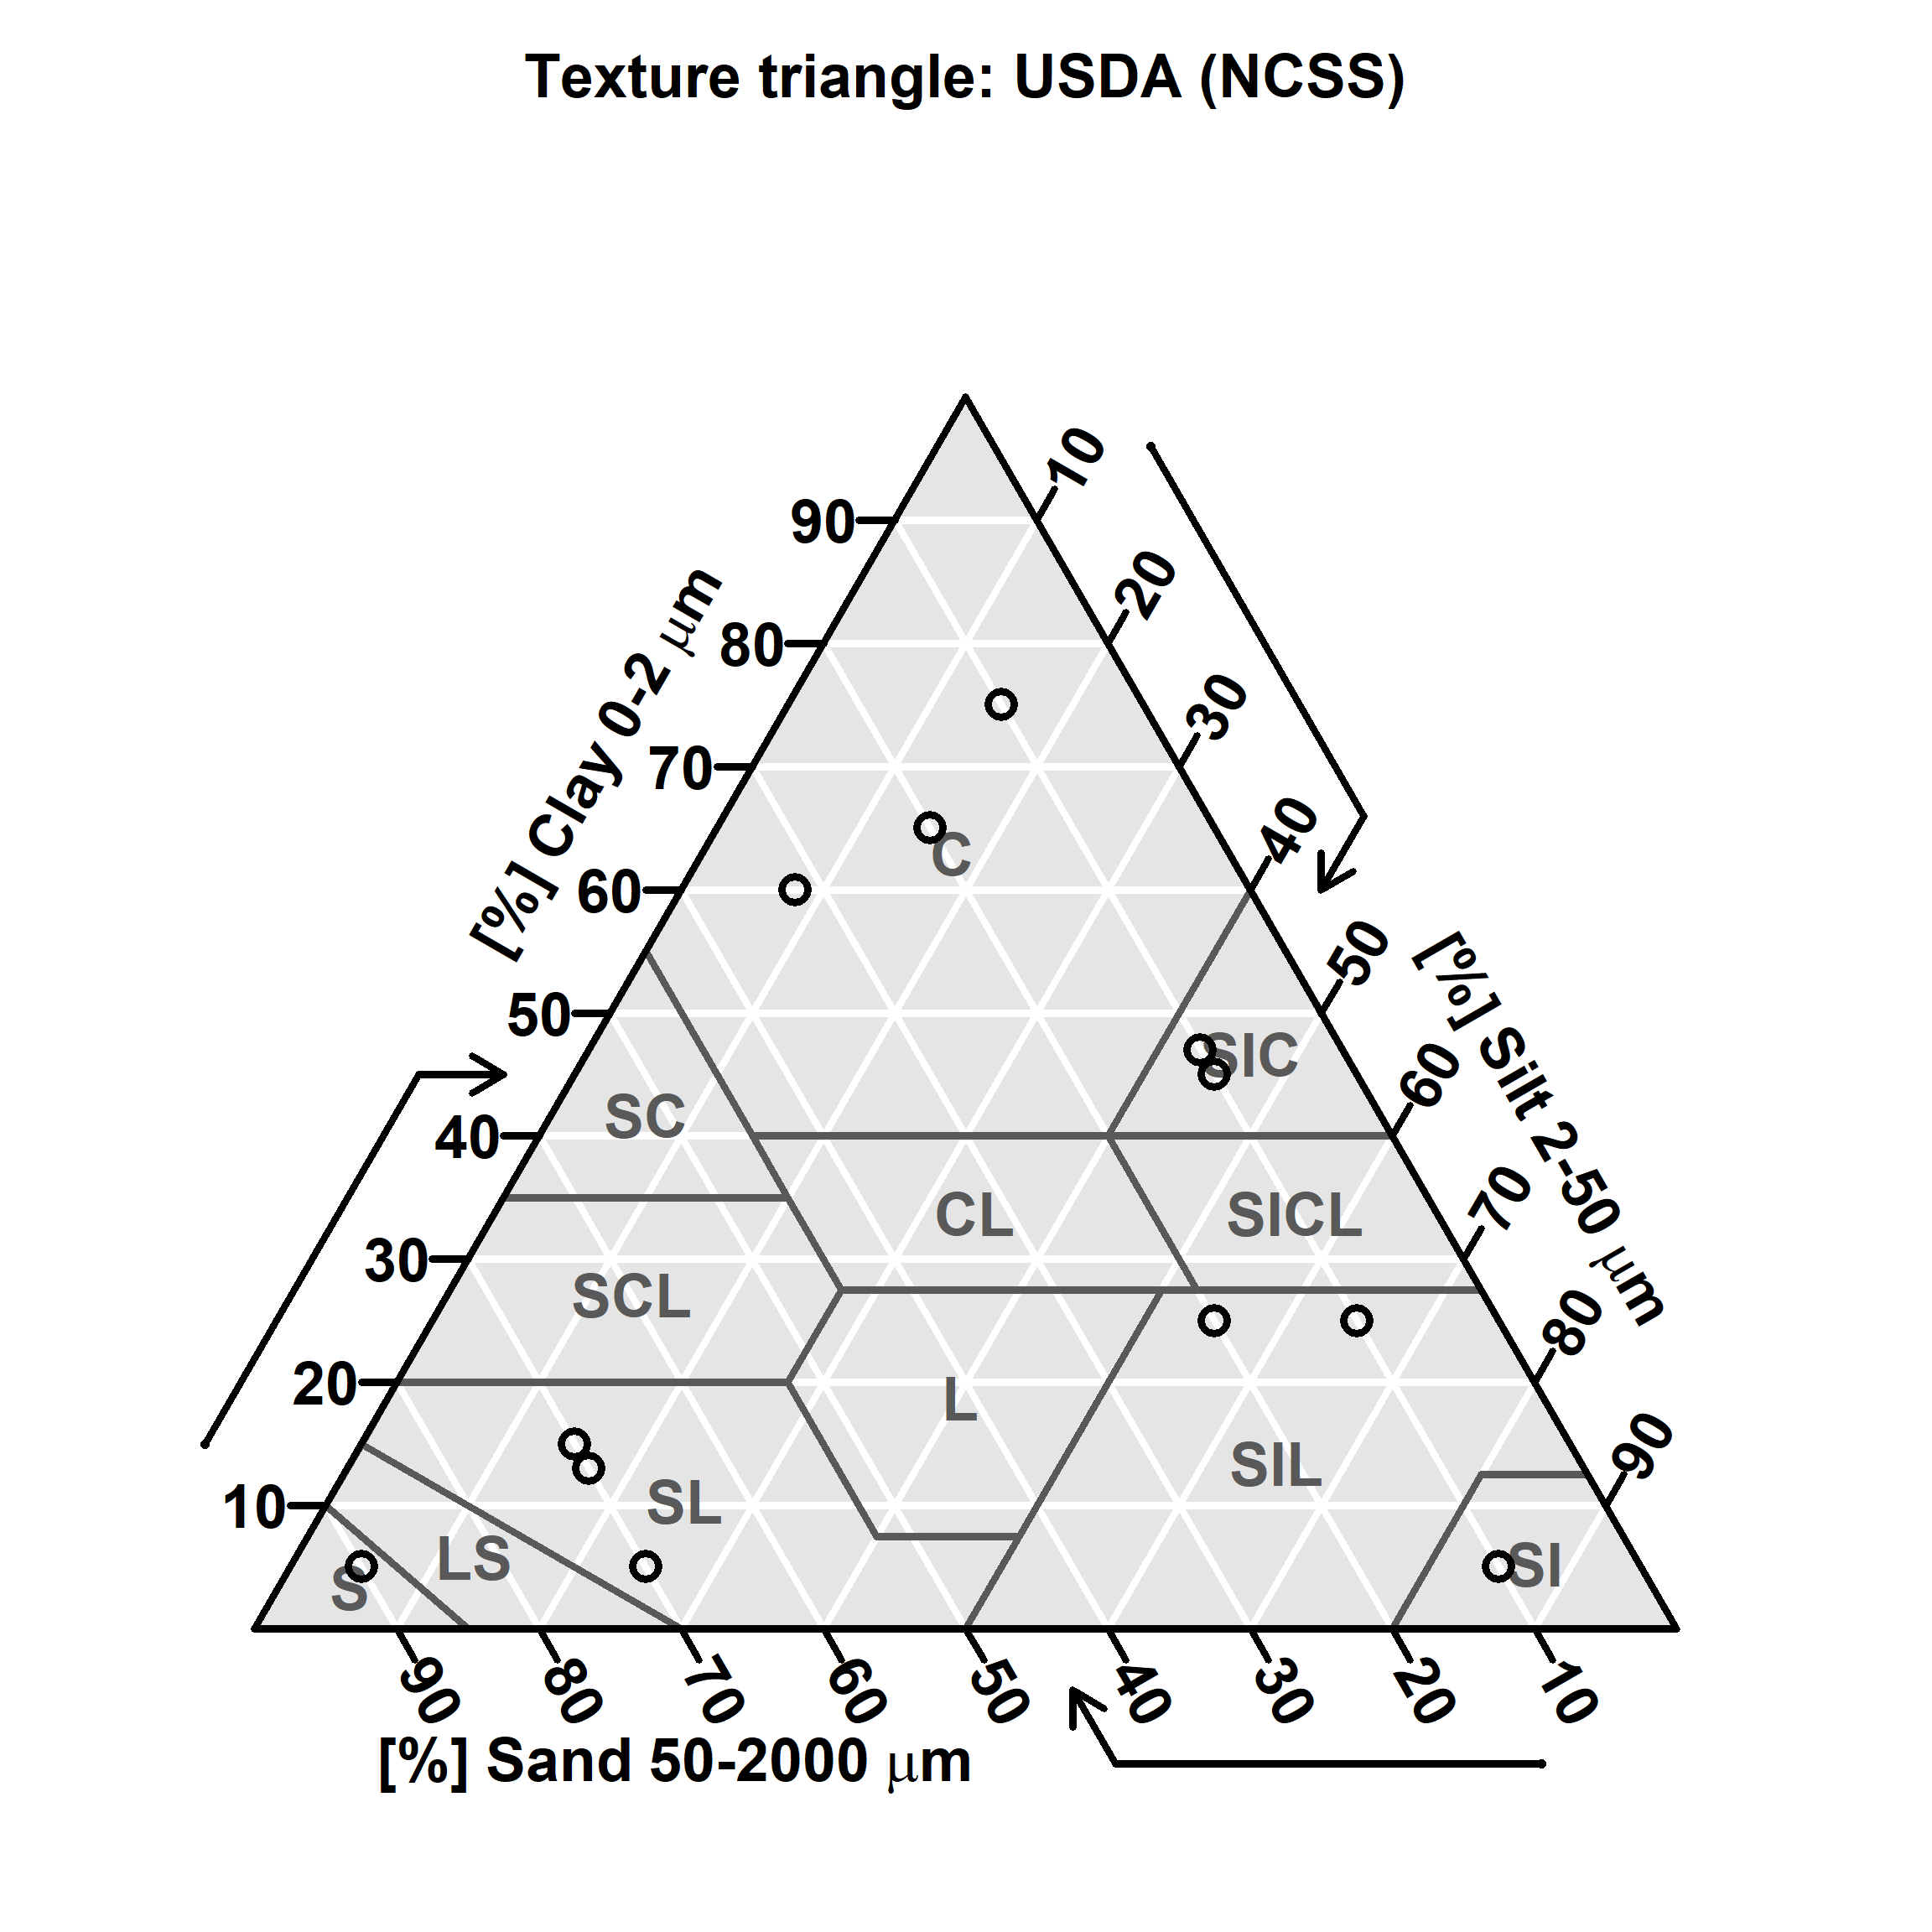 Texture triangle: USDA (NCSS)
10
20
30
40
50
60
70
80
90
[%] Silt 2-50 μm
90
80
70
60
50
40
30
20
10
[%] Clay 0-2 μm
C
SIC
SC
CL
SICL
SCL
L
SIL
SL
LS
S
SI
90
80
70
60
50
40
30
20
10
[%] Sand 50-2000 μm